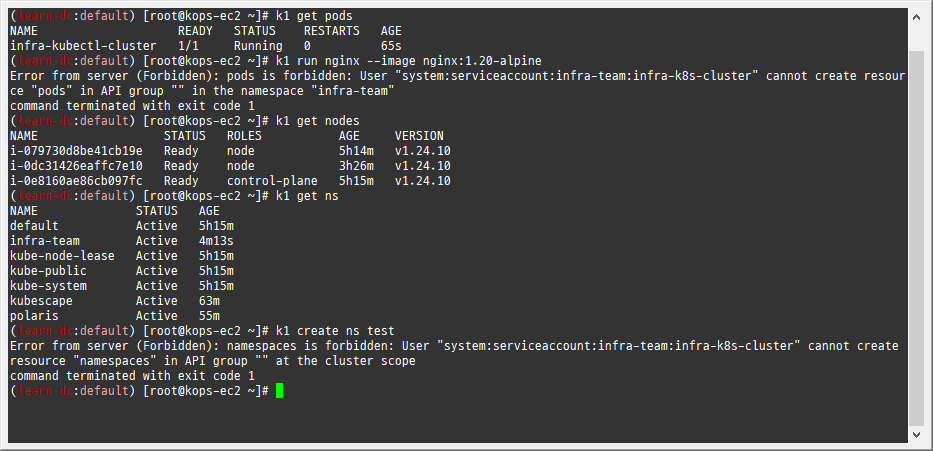 (learn-dc:default) [root@kops-ec2 ~]# k1 get pods
NAME                    READY   STATUS    RESTARTS   AGE
infra-kubectl-cluster   1/1     Running   0          65s
(learn-dc:default) [root@kops-ec2 ~]# k1 run nginx --image nginx:1.20-alpine
Error from server (Forbidden): pods is forbidden: User "system:serviceaccount:infra-team:infra-k8s-cluster" cannot create resour
ce "pods" in API group "" in the namespace "infra-team"
command terminated with exit code 1
(learn-dc:default) [root@kops-ec2 ~]# k1 get nodes
NAME                  STATUS   ROLES           AGE     VERSION
i-079730d8be41cb19e   Ready    node            5h14m   v1.24.10
i-0dc31426eaffc7e10   Ready    node            3h26m   v1.24.10
i-0e8160ae86cb097fc   Ready    control-plane   5h15m   v1.24.10
(learn-dc:default) [root@kops-ec2 ~]# k1 get ns
NAME              STATUS   AGE
default           Active   5h15m
infra-team        Active   4m13s
kube-node-lease   Active   5h15m
kube-public       Active   5h15m
kube-system       Active   5h15m
kubescape         Active   63m
polaris           Active   55m
(learn-dc:default) [root@kops-ec2 ~]# k1 create ns test
Error from server (Forbidden): namespaces is forbidden: User "system:serviceaccount:infra-team:infra-k8s-cluster" cannot create
resource "namespaces" in API group "" at the cluster scope
command terminated with exit code 1
(learn-dc:default) [root@kops-ec2 ~]#